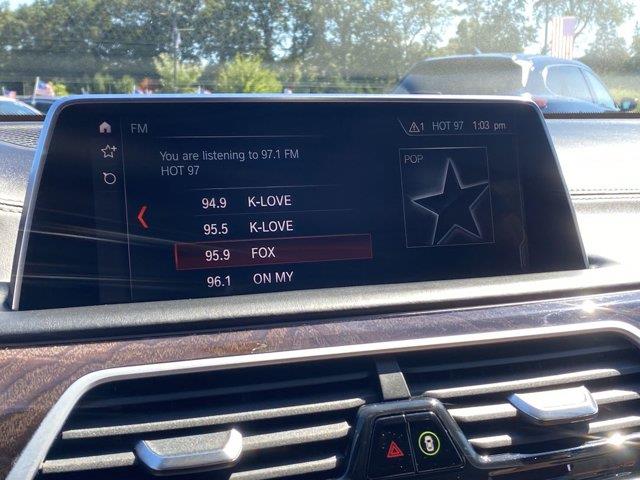 FM
1 HOT 97 1:03 pm
You are listening to 97.1 FM
HOT 97
POP
94.9 K-LOVE
95.5 K-LOVE
95.9 FOX
96.1 ON MY